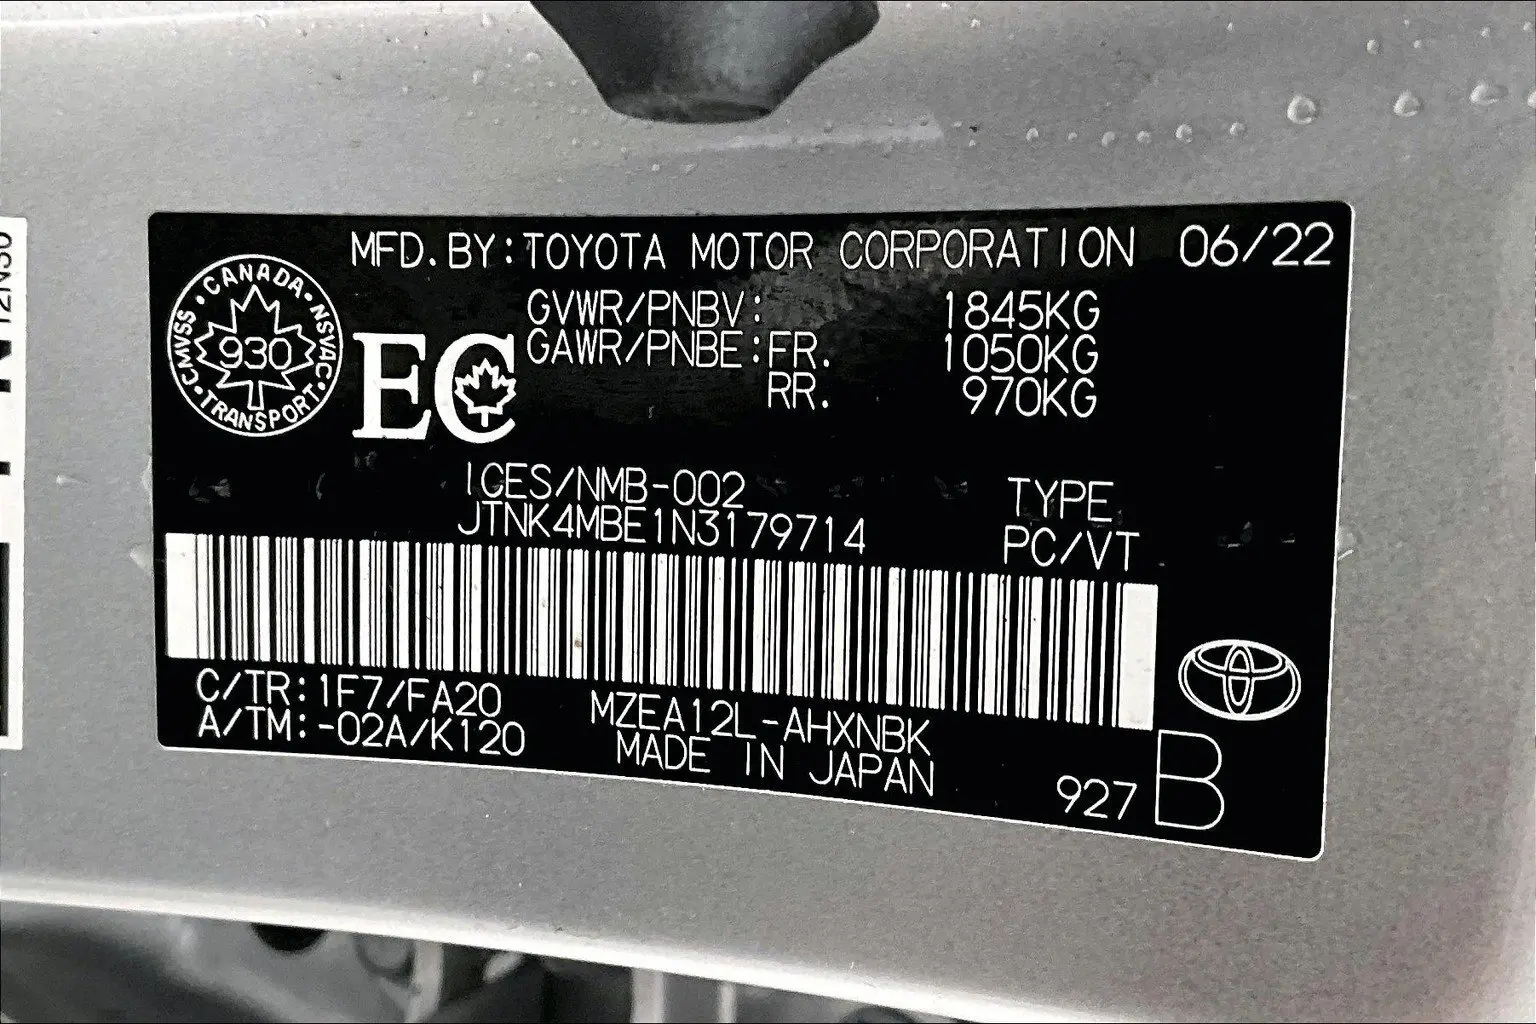 MFD. BY: TOYOTA MOTOR CORPORATION 06/22
GVWR/PNBV: 1845KG
GAWR/PNBE: FR. 1050KG
RR. 970KG
CANADA · NSVAC · TRANSPORT · CMVSS ·
930
EC
ICES/NMB-002
JTNK4MBE1N3179714
TYPE
PC/VT
C/TR: 1F7/FA20
A/TM: -02A/K120
MZEA12L-AHXNBK
MADE IN JAPAN
927 B